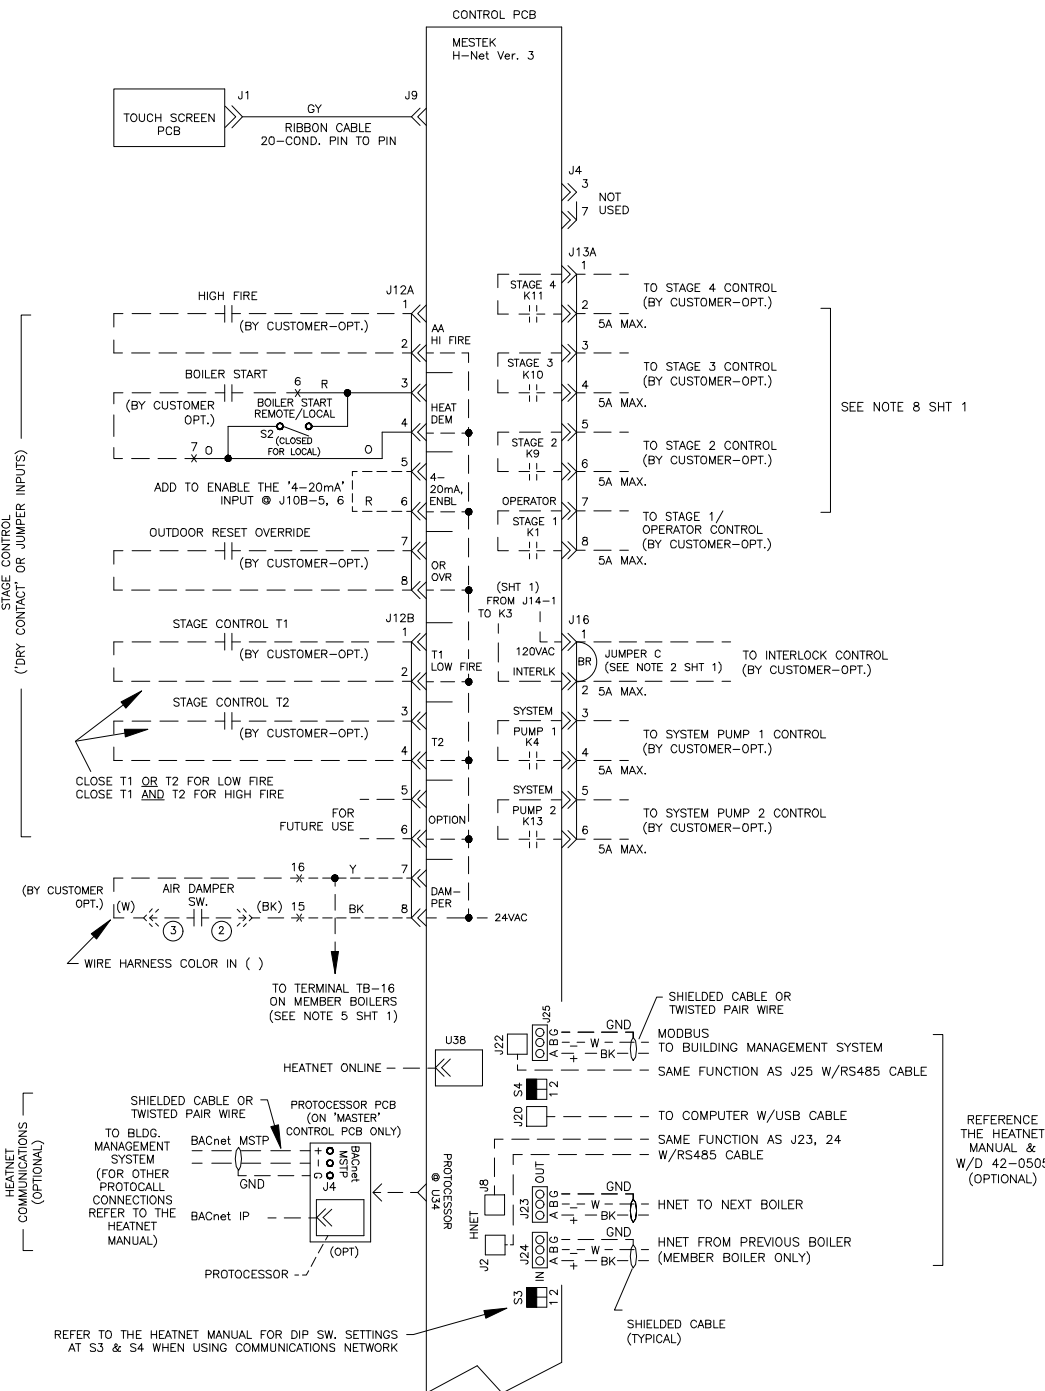 CONTROL PCB
MESTEK
H-Net Ver. 3
TOUCH SCREEN
PCB
J1
GY
J9
RIBBON CABLE
20-COND. PIN TO PIN
J4
3
7
NOT
USED
STAGE CONTROL
('DRY CONTACT' OR JUMPER INPUTS)
J12A
HIGH FIRE
(BY CUSTOMER-OPT.)
1
2
AA
HI FIRE
BOILER START
(BY CUSTOMER
OPT.)
6
R
BOILER START
REMOTE/LOCAL
S2
(CLOSED
FOR LOCAL)
7
O
O
3
4
HEAT
DEM
ADD TO ENABLE THE '4-20mA'
INPUT @ J10B-5, 6
R
5
6
4-
20mA,
ENBL
OUTDOOR RESET OVERRIDE
(BY CUSTOMER-OPT.)
7
8
OR
OVR
J12B
STAGE CONTROL T1
(BY CUSTOMER-OPT.)
1
2
T1
LOW FIRE
STAGE CONTROL T2
(BY CUSTOMER-OPT.)
3
4
T2
CLOSE T1 OR T2 FOR LOW FIRE
CLOSE T1 AND T2 FOR HIGH FIRE
FOR
FUTURE USE
5
6
OPTION
(BY CUSTOMER
OPT.)
16
Y
7
AIR DAMPER
SW.
(W)
3
2
(BK)
15
BK
8
DAM-
PER
24VAC
WIRE HARNESS COLOR IN ( )
TO TERMINAL TB-16
ON MEMBER BOILERS
(SEE NOTE 5 SHT 1)
J13A
STAGE 4
K11
1
2
TO STAGE 4 CONTROL
(BY CUSTOMER-OPT.)
5A MAX.
STAGE 3
K10
3
4
TO STAGE 3 CONTROL
(BY CUSTOMER-OPT.)
5A MAX.
SEE NOTE 8 SHT 1
STAGE 2
K9
5
6
TO STAGE 2 CONTROL
(BY CUSTOMER-OPT.)
5A MAX.
OPERATOR
STAGE 1
K1
7
8
TO STAGE 1/
OPERATOR CONTROL
(BY CUSTOMER-OPT.)
5A MAX.
(SHT 1)
FROM J14-1
TO K3
J16
1
120VAC
INTERLK
BR
JUMPER C
(SEE NOTE 2 SHT 1)
2
5A MAX.
TO INTERLOCK CONTROL
(BY CUSTOMER-OPT.)
SYSTEM
PUMP 1
K4
3
4
TO SYSTEM PUMP 1 CONTROL
(BY CUSTOMER-OPT.)
5A MAX.
SYSTEM
PUMP 2
K13
5
6
TO SYSTEM PUMP 2 CONTROL
(BY CUSTOMER-OPT.)
5A MAX.
U38
HEATNET ONLINE
HEATNET
COMMUNICATIONS
(OPTIONAL)
SHIELDED CABLE OR
TWISTED PAIR WIRE
PROTOCESSOR PCB
(ON 'MASTER'
CONTROL PCB ONLY)
TO BLDG.
MANAGEMENT
SYSTEM
(FOR OTHER
PROTOCALL
CONNECTIONS
REFER TO THE
HEATNET
MANUAL)
BACnet MSTP
GND
+
-
G
BACnet
MSTP
J4
BACnet IP
(OPT)
PROTOCESSOR
PROTOCESSOR
@ U34
REFER TO THE HEATNET MANUAL FOR DIP SW. SETTINGS
AT S3 & S4 WHEN USING COMMUNICATIONS NETWORK
SHIELDED CABLE OR
TWISTED PAIR WIRE
J25
J22
A B G
GND
W
BK
-
+
MODBUS
TO BUILDING MANAGEMENT SYSTEM
SAME FUNCTION AS J25 W/RS485 CABLE
S4
1 2
J20
TO COMPUTER W/USB CABLE
SAME FUNCTION AS J23, 24
W/RS485 CABLE
HNET
J8
J23
OUT
A B G
GND
W
BK
-
+
HNET TO NEXT BOILER
J2
J24
IN
A B G
GND
W
BK
-
+
HNET FROM PREVIOUS BOILER
(MEMBER BOILER ONLY)
S3
1 2
SHIELDED CABLE
(TYPICAL)
REFERENCE
THE HEATNET
MANUAL &
W/D 42-0505
(OPTIONAL)